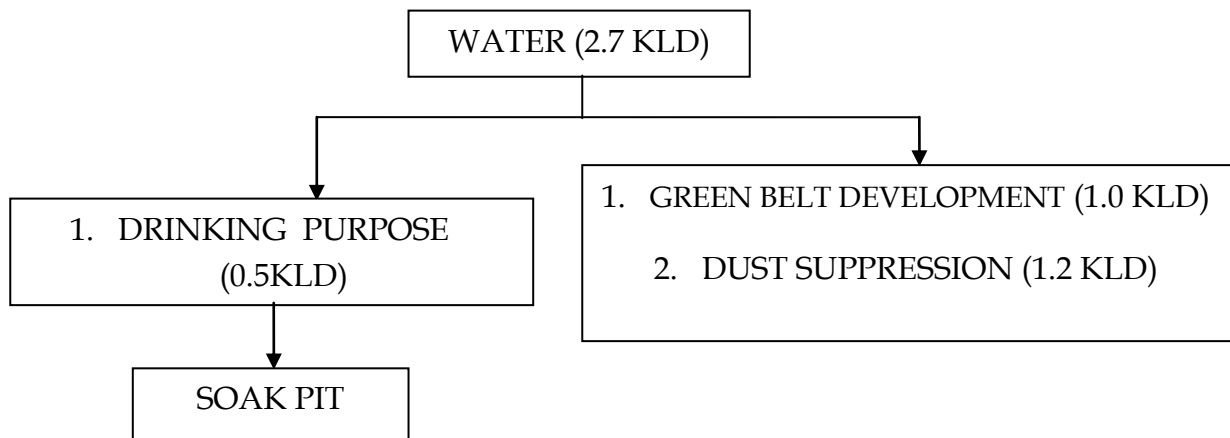 WATER (2.7 KLD)
1. DRINKING PURPOSE
(0.5KLD)
1. GREEN BELT DEVELOPMENT (1.0 KLD)
2. DUST SUPPRESSION (1.2 KLD)
SOAK PIT